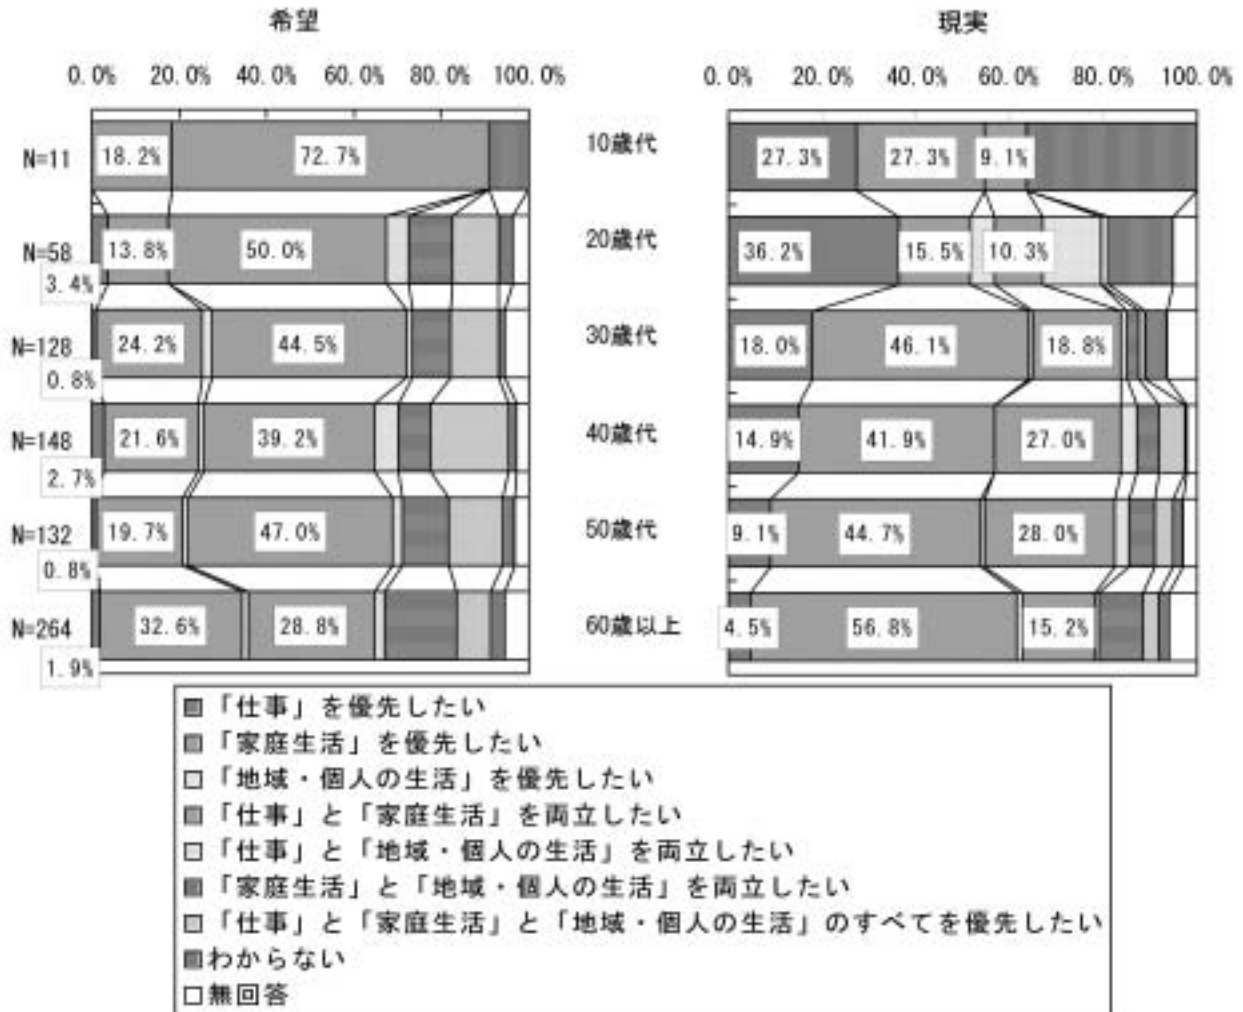 希望 現実
0.0% 20.0% 40.0% 60.0% 80.0% 100.0% 0.0% 20.0% 40.0% 60.0% 80.0% 100.0%
N=11 18.2% 72.7% 10歳代 27.3% 27.3% 9.1%
N=58 13.8% 50.0% 20歳代 36.2% 15.5% 10.3%
3.4%
N=128 24.2% 44.5% 30歳代 18.0% 46.1% 18.8%
0.8%
N=148 21.6% 39.2% 40歳代 14.9% 41.9% 27.0%
2.7%
N=132 19.7% 47.0% 50歳代 9.1% 44.7% 28.0%
0.8%
N=264 32.6% 28.8% 60歳以上 4.5% 56.8% 15.2%
1.9%
「仕事」を優先したい
「家庭生活」を優先したい
「地域・個人の生活」を優先したい
「仕事」と「家庭生活」を両立したい
「仕事」と「地域・個人の生活」を両立したい
「家庭生活」と「地域・個人の生活」を両立したい
「仕事」と「家庭生活」と「地域・個人の生活」のすべてを優先したい
わからない
無回答